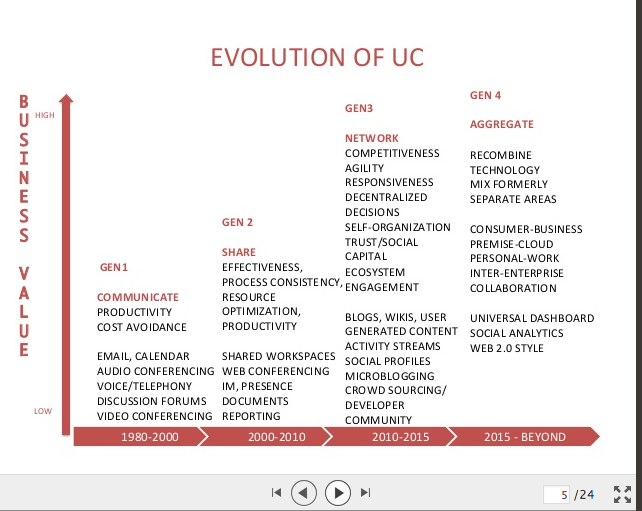 EVOLUTION OF UC
BUSINESS VALUE
HIGH
LOW
GEN1
COMMUNICATE
PRODUCTIVITY
COST AVOIDANCE
EMAIL, CALENDAR
AUDIO CONFERENCING
VOICE/TELEPHONY
DISCUSSION FORUMS
VIDEO CONFERENCING
GEN 2
SHARE
EFFECTIVENESS,
PROCESS CONSISTENCY,
RESOURCE
OPTIMIZATION,
PRODUCTIVITY
SHARED WORKSPACES
WEB CONFERENCING
IM, PRESENCE
DOCUMENTS
REPORTING
GEN3
NETWORK
COMPETITIVENESS
AGILITY
RESPONSIVENESS
DECENTRALIZED
DECISIONS
SELF-ORGANIZATION
TRUST/SOCIAL
CAPITAL
ECOSYSTEM
ENGAGEMENT
BLOGS, WIKIS, USER
GENERATED CONTENT
ACTIVITY STREAMS
SOCIAL PROFILES
MICROBLOGGING
CROWD SOURCING/
DEVELOPER
COMMUNITY
GEN 4
AGGREGATE
RECOMBINE
TECHNOLOGY
MIX FORMERLY
SEPARATE AREAS
CONSUMER-BUSINESS
PREMISE-CLOUD
PERSONAL-WORK
INTER-ENTERPRISE
COLLABORATION
UNIVERSAL DASHBOARD
SOCIAL ANALYTICS
WEB 2.0 STYLE
1980-2000
2000-2010
2010-2015
2015 - BEYOND
5 /24